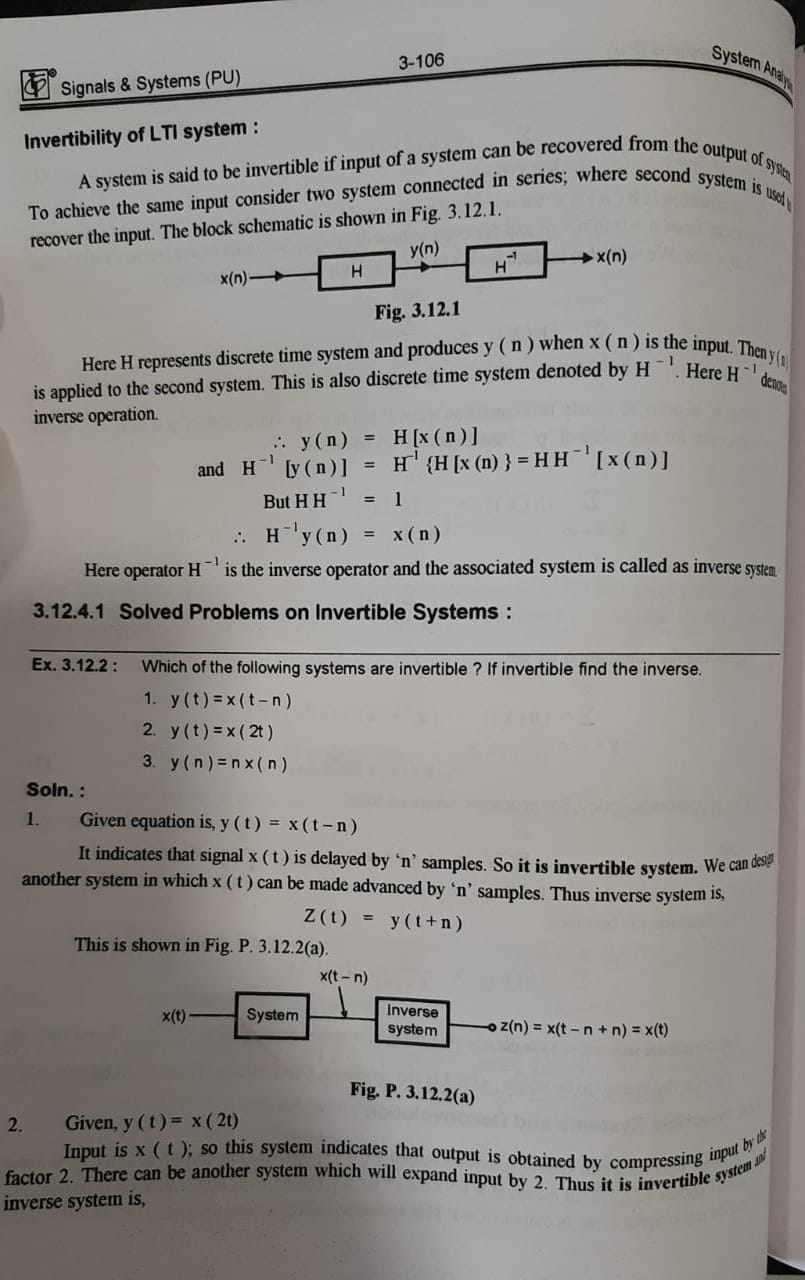 Signals & Systems (PU)
3-106
System Analysis
Invertibility of LTI system :
A system is said to be invertible if input of a system can be recovered from the output of system
To achieve the same input consider two system connected in series; where second system is used
recover the input. The block schematic is shown in Fig. 3.12.1.
x(n) H y(n) H⁻¹ x(n)
Fig. 3.12.1
Here H represents discrete time system and produces y ( n ) when x ( n ) is the input. Then y (n)
is applied to the second system. This is also discrete time system denoted by H⁻¹. Here H⁻¹ denotes
inverse operation.
∴ y ( n ) = H [ x ( n ) ]
and H⁻¹ [y ( n ) ] = H⁻¹ {H [x (n) } = H H⁻¹ [ x ( n ) ]
But H H⁻¹ = 1
∴ H⁻¹ y ( n ) = x ( n )
Here operator H⁻¹ is the inverse operator and the associated system is called as inverse system.
3.12.4.1 Solved Problems on Invertible Systems :
Ex. 3.12.2 : Which of the following systems are invertible ? If invertible find the inverse.
1. y ( t ) = x ( t – n )
2. y ( t ) = x ( 2t )
3. y ( n ) = n x ( n )
Soln. :
1. Given equation is, y ( t ) = x ( t – n )
It indicates that signal x ( t ) is delayed by ‘n’ samples. So it is invertible system. We can design
another system in which x ( t ) can be made advanced by ‘n’ samples. Thus inverse system is,
Z ( t ) = y ( t + n )
This is shown in Fig. P. 3.12.2(a).
x(t – n)
x(t) System Inverse system z(n) = x(t – n + n) = x(t)
Fig. P. 3.12.2(a)
2. Given, y ( t ) = x ( 2t)
Input is x ( t ); so this system indicates that output is obtained by compressing input by the
factor 2. There can be another system which will expand input by 2. Thus it is invertible system and
inverse system is,